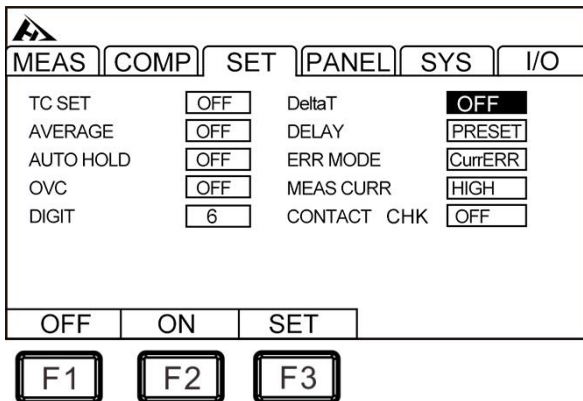 MEAS COMP SET PANEL SYS I/O
TC SET OFF DeltaT OFF
AVERAGE OFF DELAY PRESET
AUTO HOLD OFF ERR MODE CurrERR
OVC OFF MEAS CURR HIGH
DIGIT 6 CONTACT CHK OFF
OFF ON SET
F1 F2 F3